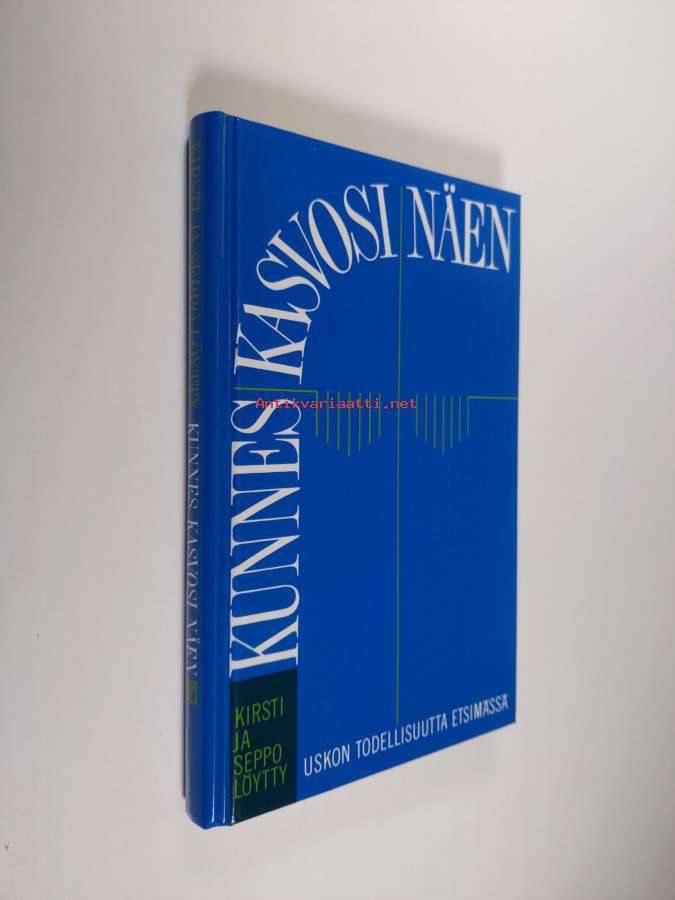 KUNNES KASVOSI NÄEN
KIRSTI
JA
SEPPO
LÖYTTY
USKON TODELLISUUTTA ETSIMÄSSÄ
KIRSTI JA SEPPO LÖYTTY KUNNES KASVOSI NÄEN
Antikvariaatti.net